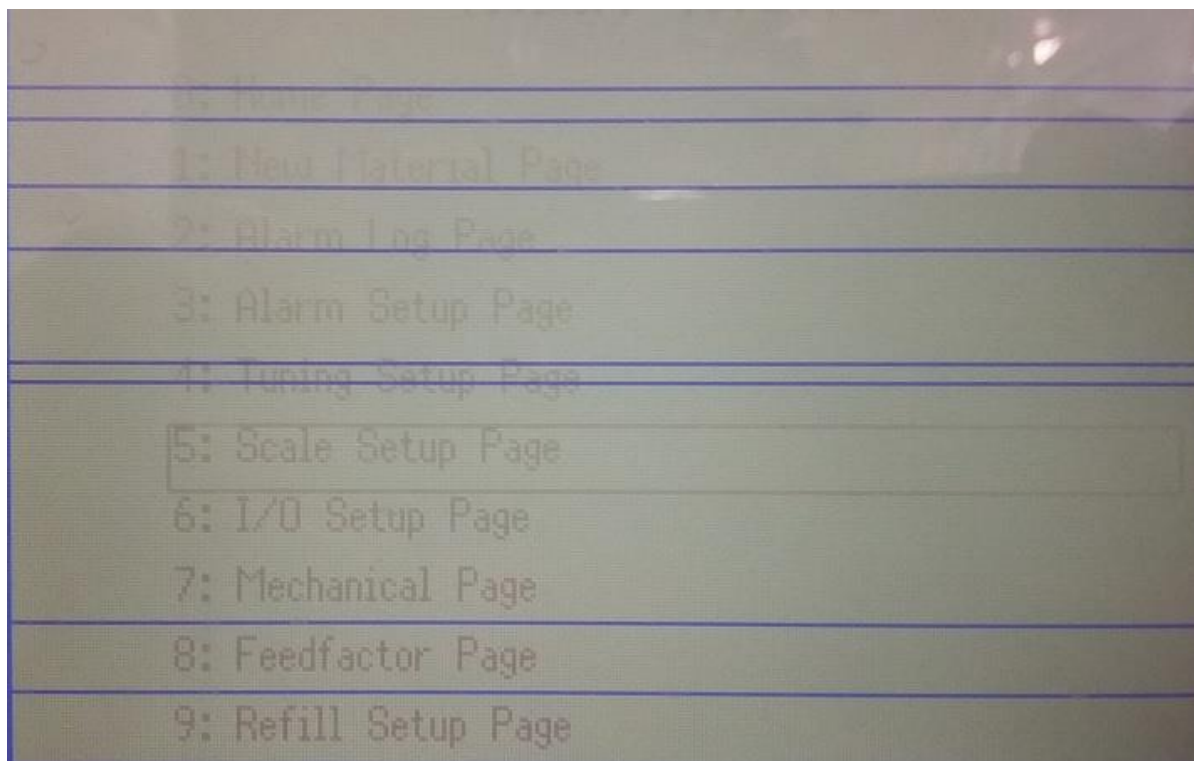 0: Home Page
1: New Material Page
2: Alarm Log Page
3: Alarm Setup Page
4: Tuning Setup Page
5: Scale Setup Page
6: I/O Setup Page
7: Mechanical Page
8: Feedfactor Page
9: Refill Setup Page